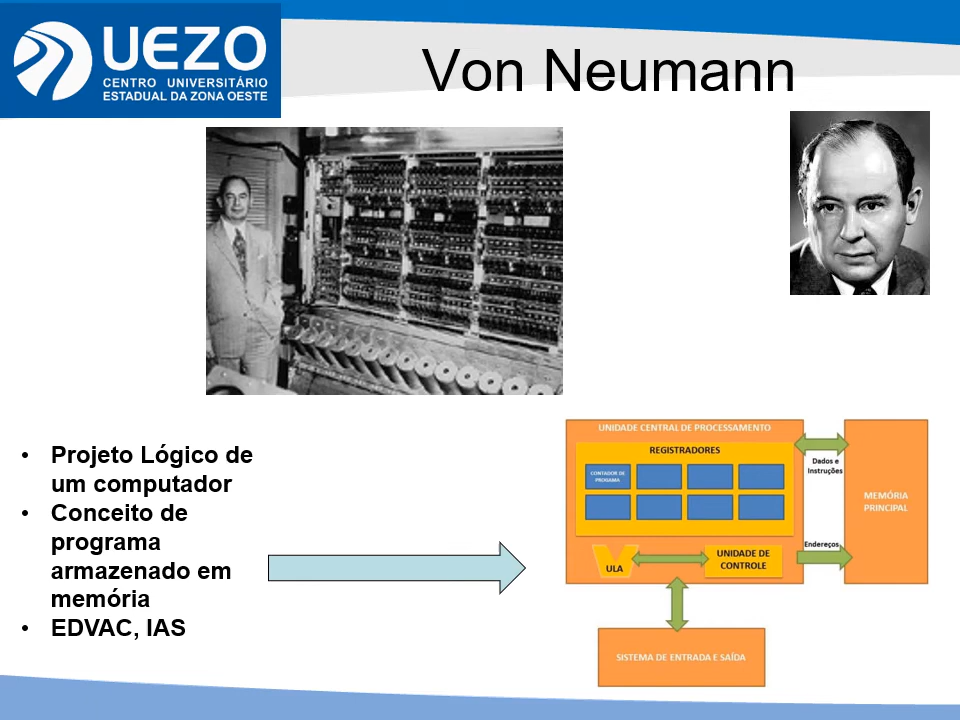 UEZO
CENTRO UNIVERSITÁRIO
ESTADUAL DA ZONA OESTE
Von Neumann
• Projeto Lógico de
um computador
• Conceito de
programa
armazenado em
memória
• EDVAC, IAS
UNIDADE CENTRAL DE PROCESSAMENTO
REGISTRADORES
CONTADOR DE
PROGRAMA
ULA
UNIDADE DE
CONTROLE
Dados e
Instruções
Endereços
MEMÓRIA
PRINCIPAL
SISTEMA DE ENTRADA E SAÍDA